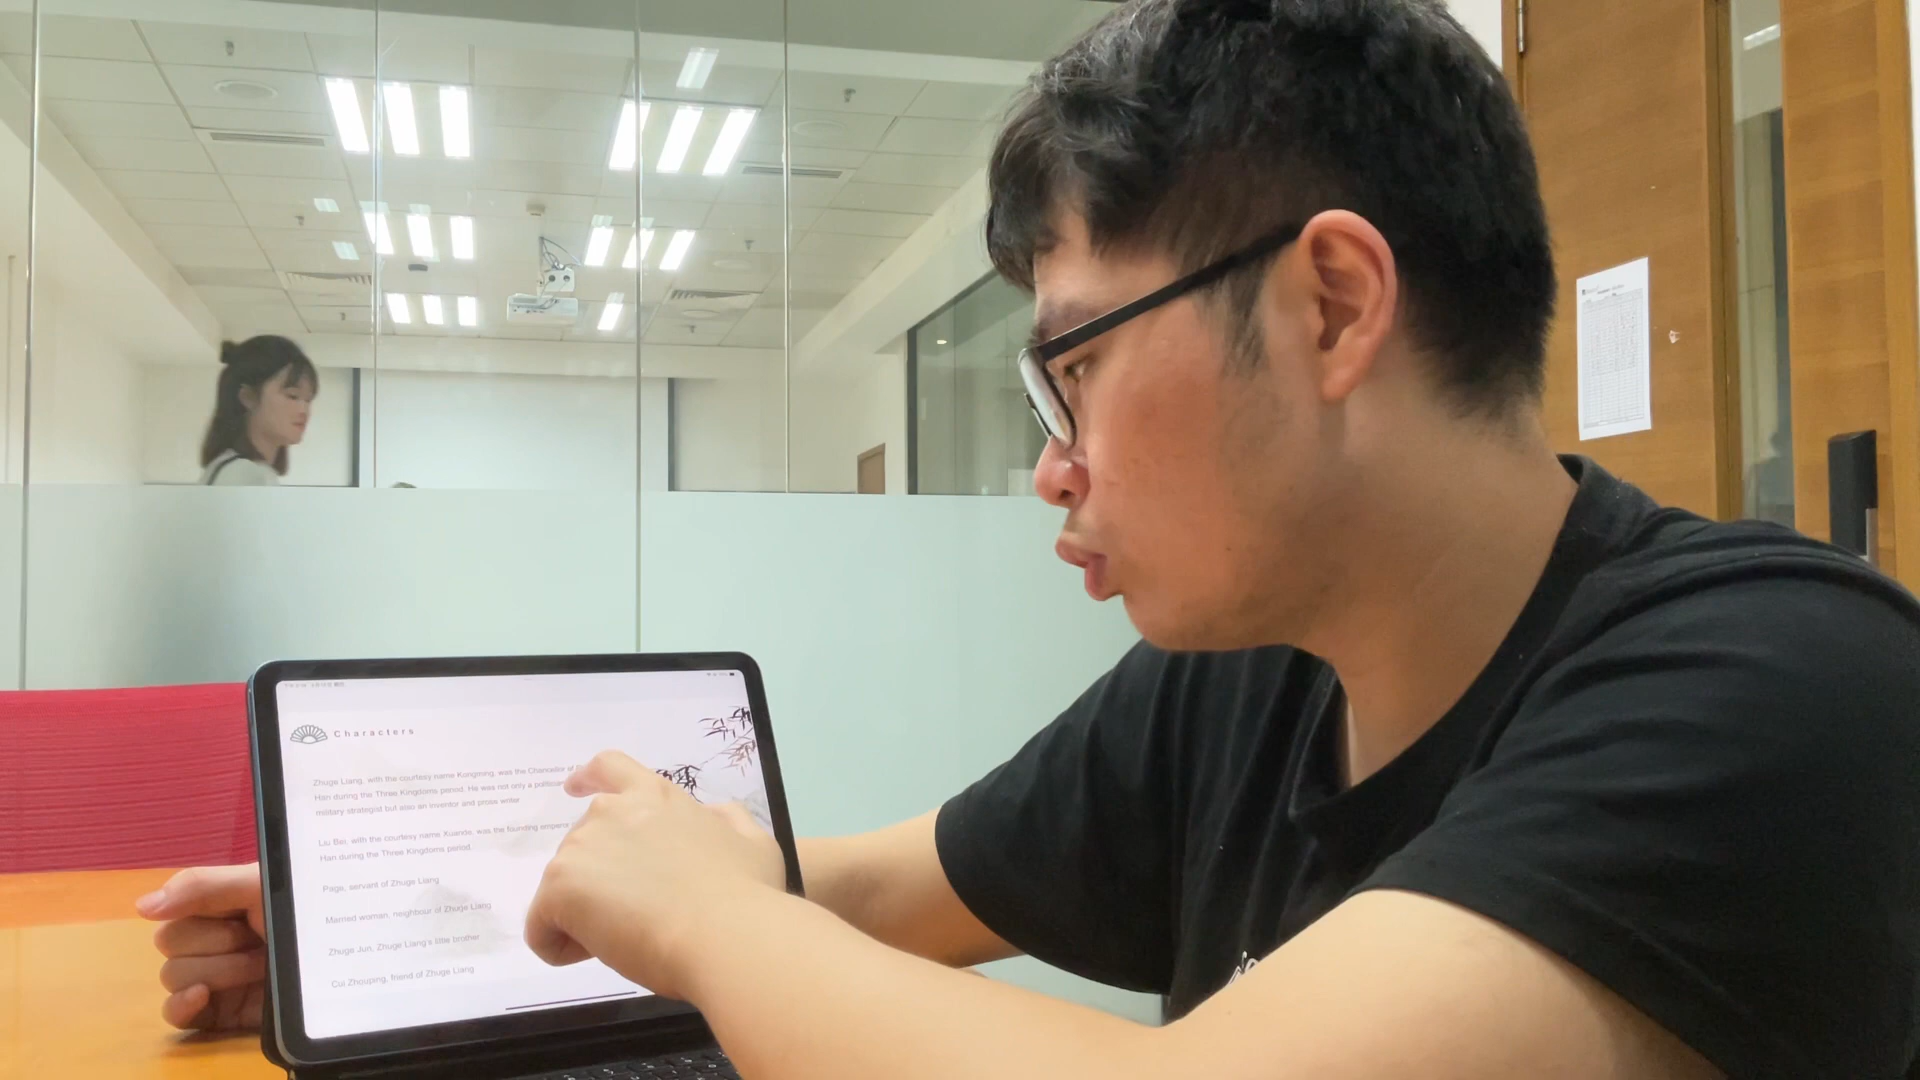 Characters
Zhuge Liang, with the courtesy name Kongming, was the Chancellor of
Han during the Three Kingdoms period. He was not only a
military strategist but also an inventor and prose writer
Liu Bei, with the courtesy name Xuande, was the founding emperor
Han during the Three Kingdoms period.
Page, servant of Zhuge Liang
Married woman, neighbour of Zhuge Liang
Zhuge Jun, Zhuge Liang's little brother
Cui Zhouping, friend of Zhuge Liang